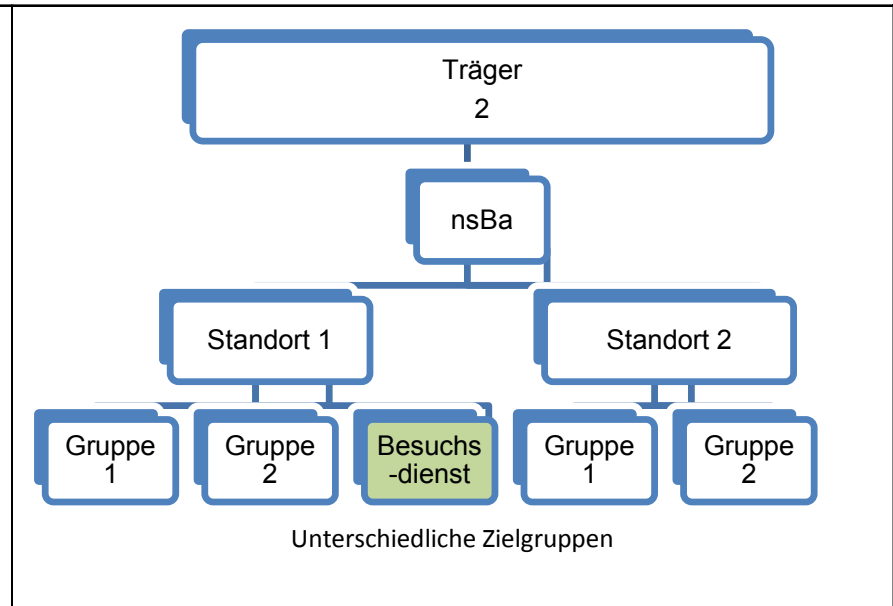 Träger
2
nsBa
Standort 1
Standort 2
Gruppe
1
Gruppe
2
Besuchs
-dienst
Gruppe
1
Gruppe
2
Unterschiedliche Zielgruppen